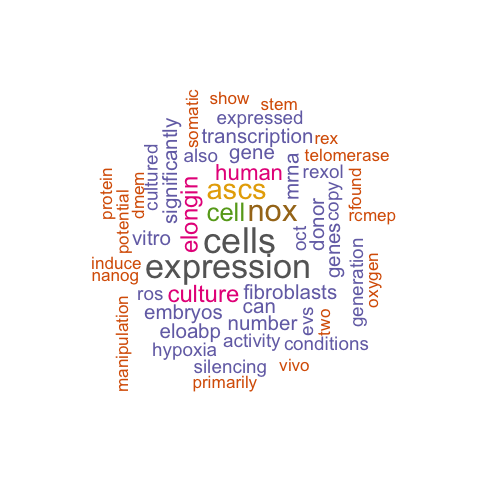 show
stem
somatic
expressed
significantly
transcription
rex
also
gene
telomerase
cultured
human
mrna
rexol
found
protein
dmem
potential
ascs
copy
elongin
cell
nox
donor
rcmep
vitro
cells
oct
genes
expression
induce
nanog
oxygen
generation
ros
culture
fibroblasts
embryos
can
evs
two
manipulation
eloabp
number
hypoxia
activity
conditions
silencing
vivo
primarily